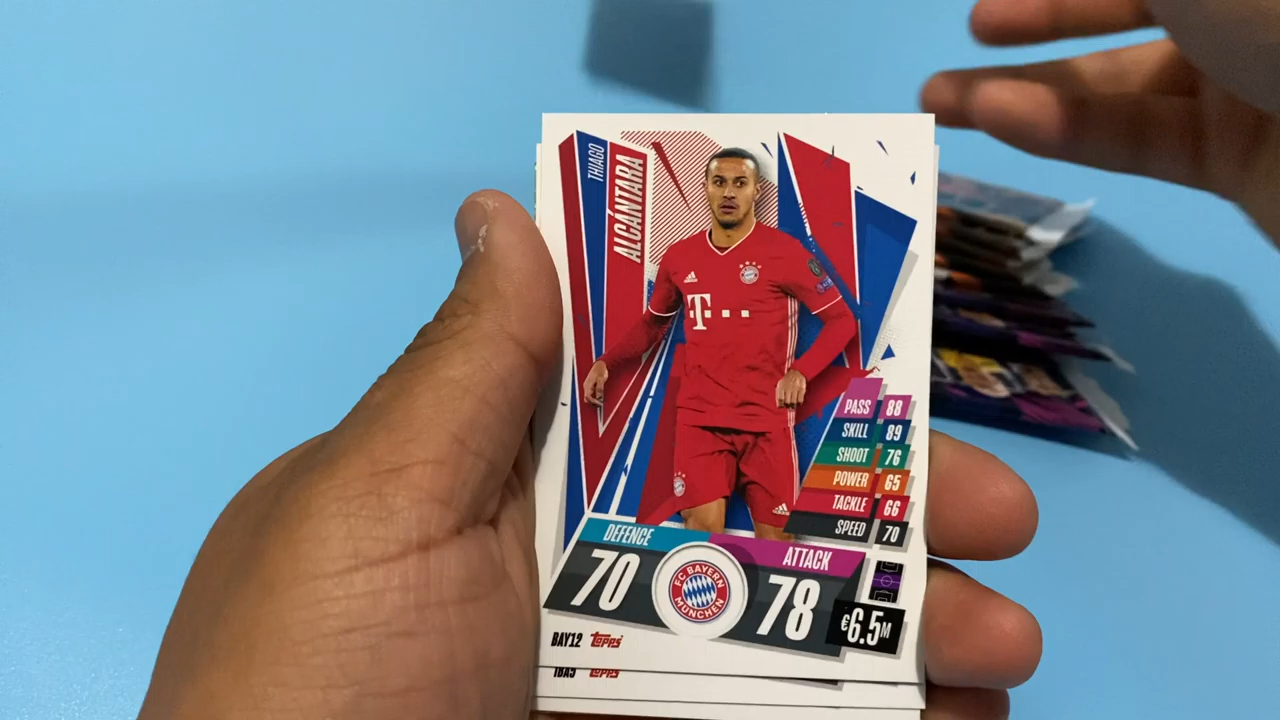 THIAGO
ALCÁNTARA
T
PASS 88
SKILL 89
SHOOT 76
POWER 65
TACKLE 66
SPEED 70
DEFENCE
ATTACK
70
FC BAYERN
MÜNCHEN
78
€6.5M
BAY12 Topps
Topps